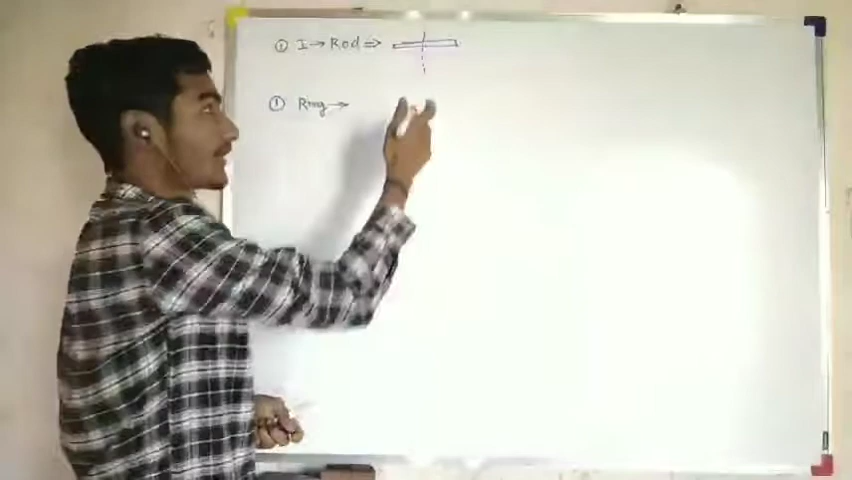 ① I → Rod ⇒
① Ring →